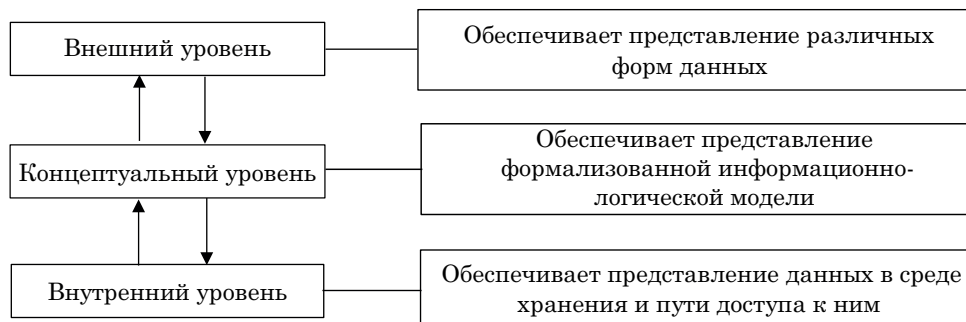 Внешний уровень
Обеспечивает представление различных
форм данных
Концептуальный уровень
Обеспечивает представление
формализованной информационно-
логической модели
Внутренний уровень
Обеспечивает представление данных в среде
хранения и пути доступа к ним